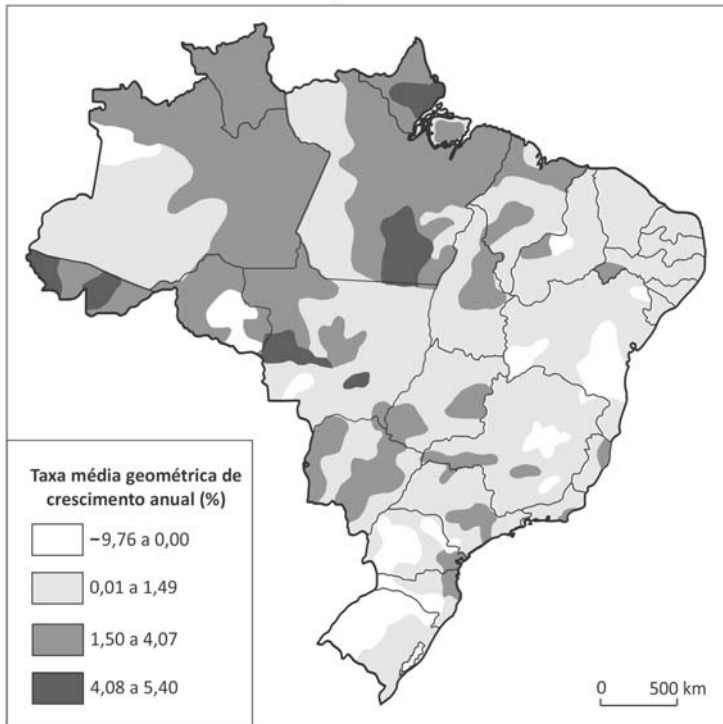 Taxa média geométrica de
crescimento anual (%)
−9,76 a 0,00
0,01 a 1,49
1,50 a 4,07
4,08 a 5,40
0 500 km